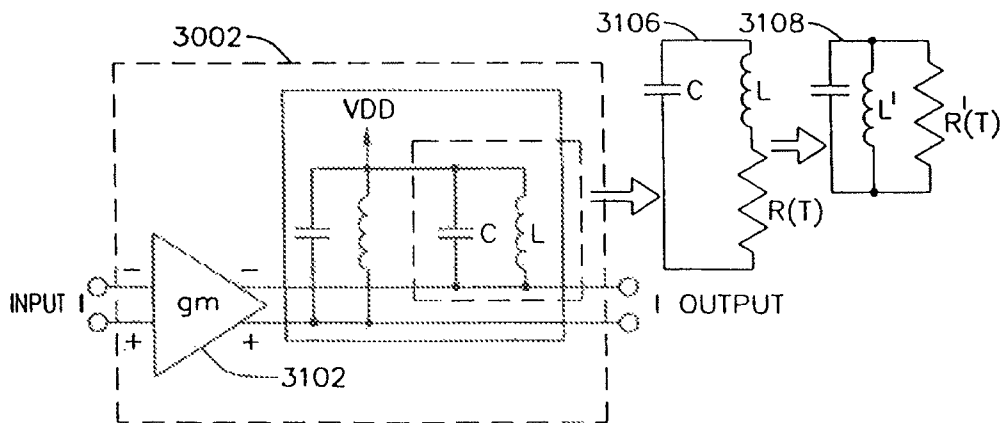 3002
3106
3108
VDD
C
L
C
L
R(T)
L'
R'(T)
INPUT I
gm
I OUTPUT
− −
+ +
3102